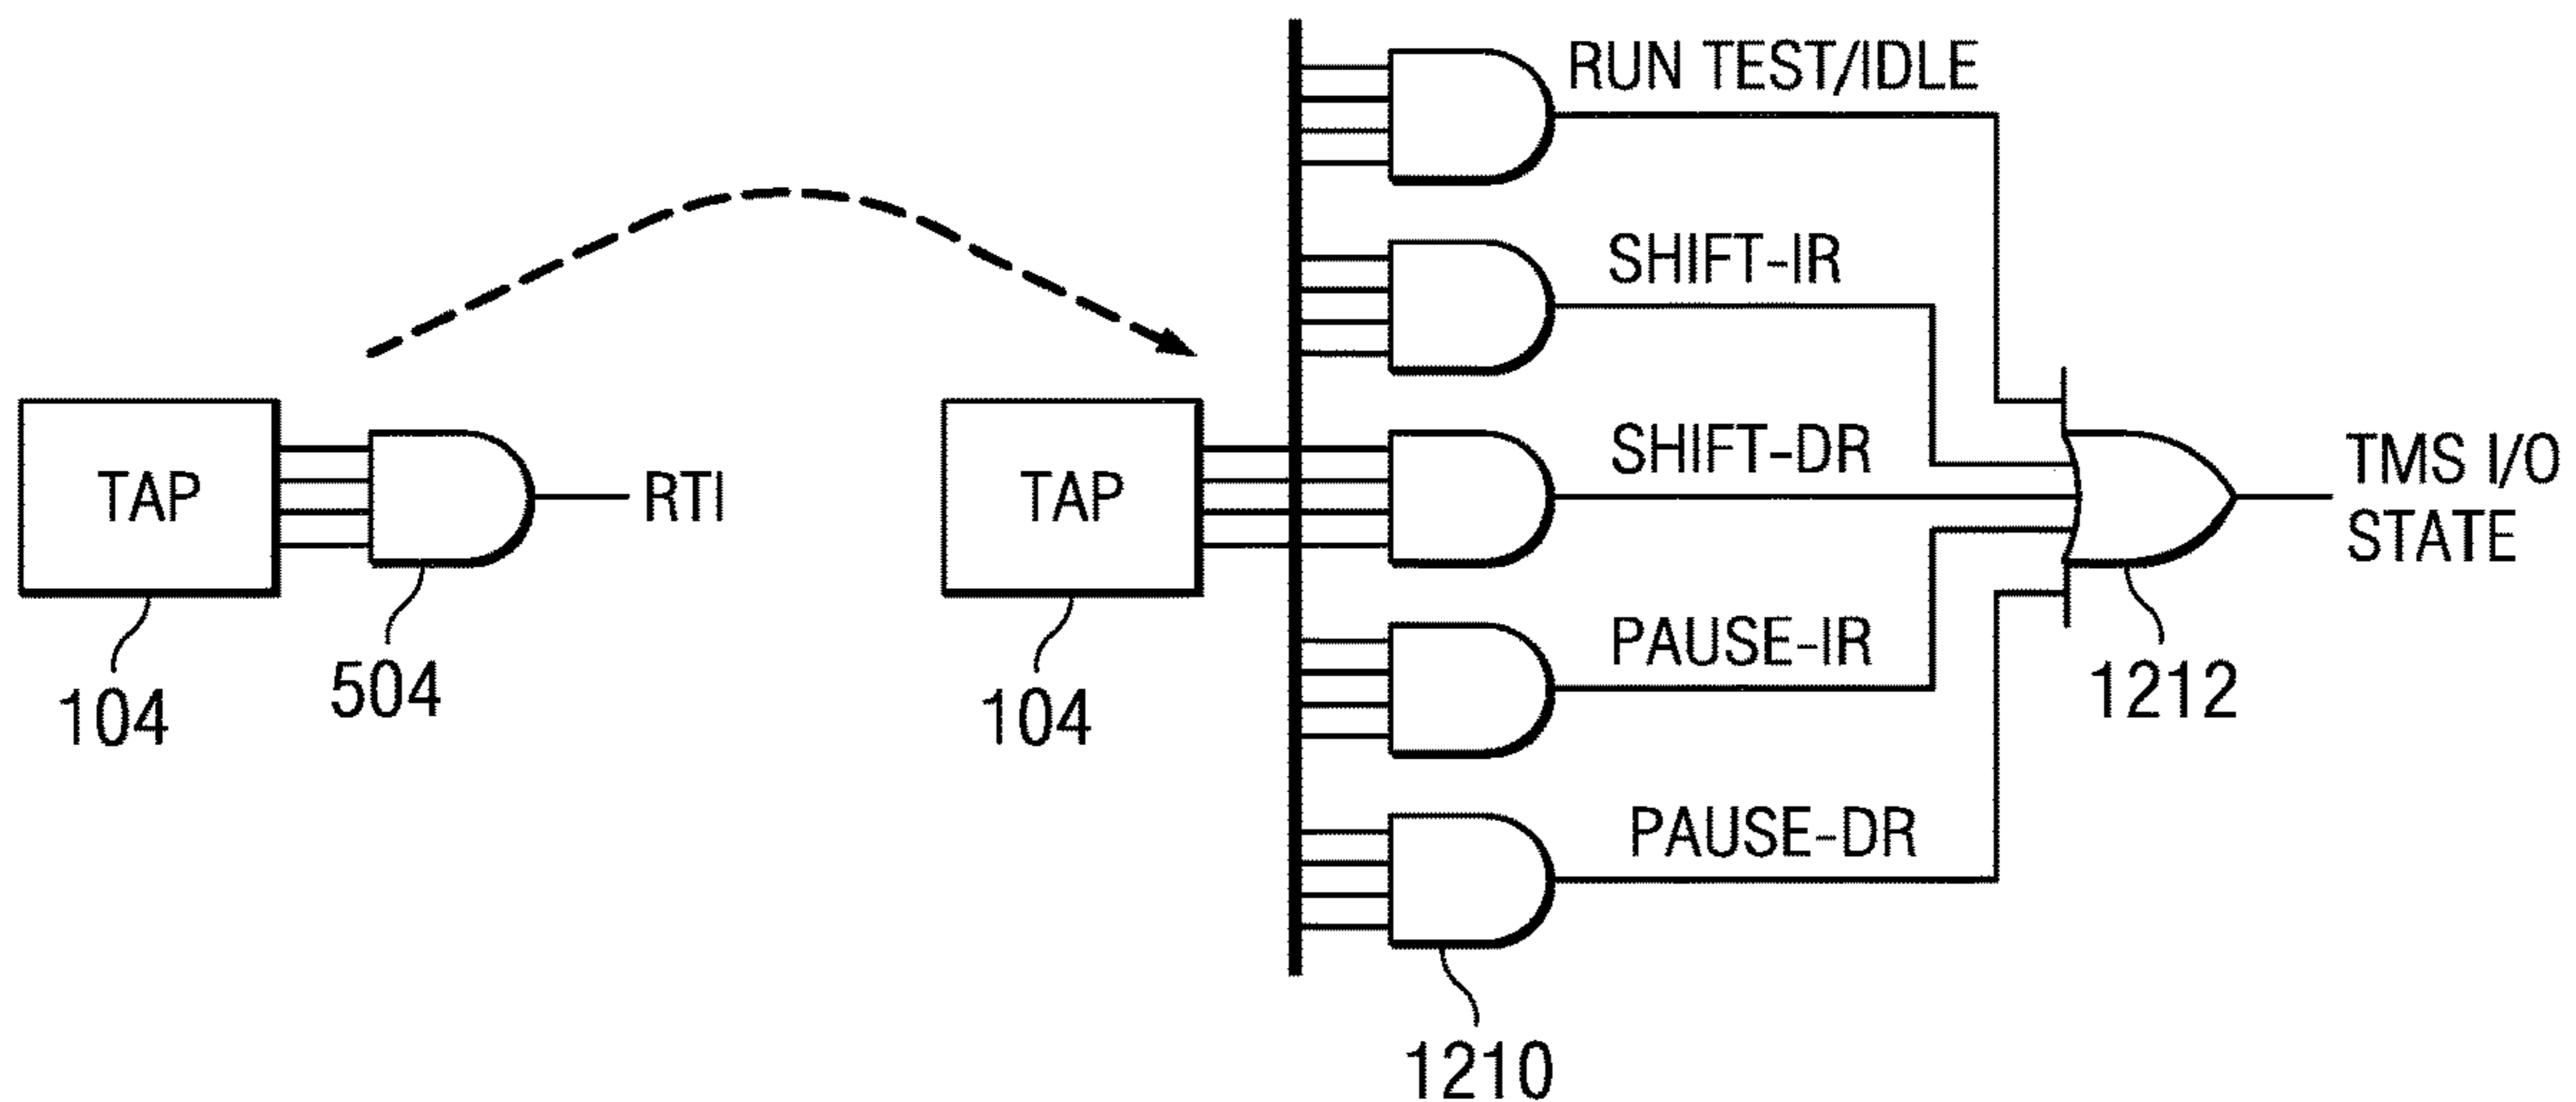 RUN TEST/IDLE
SHIFT-IR
SHIFT-DR
TAP
RTI
TAP
TMS I/O
STATE
PAUSE-IR
104
504
104
1212
PAUSE-DR
1210